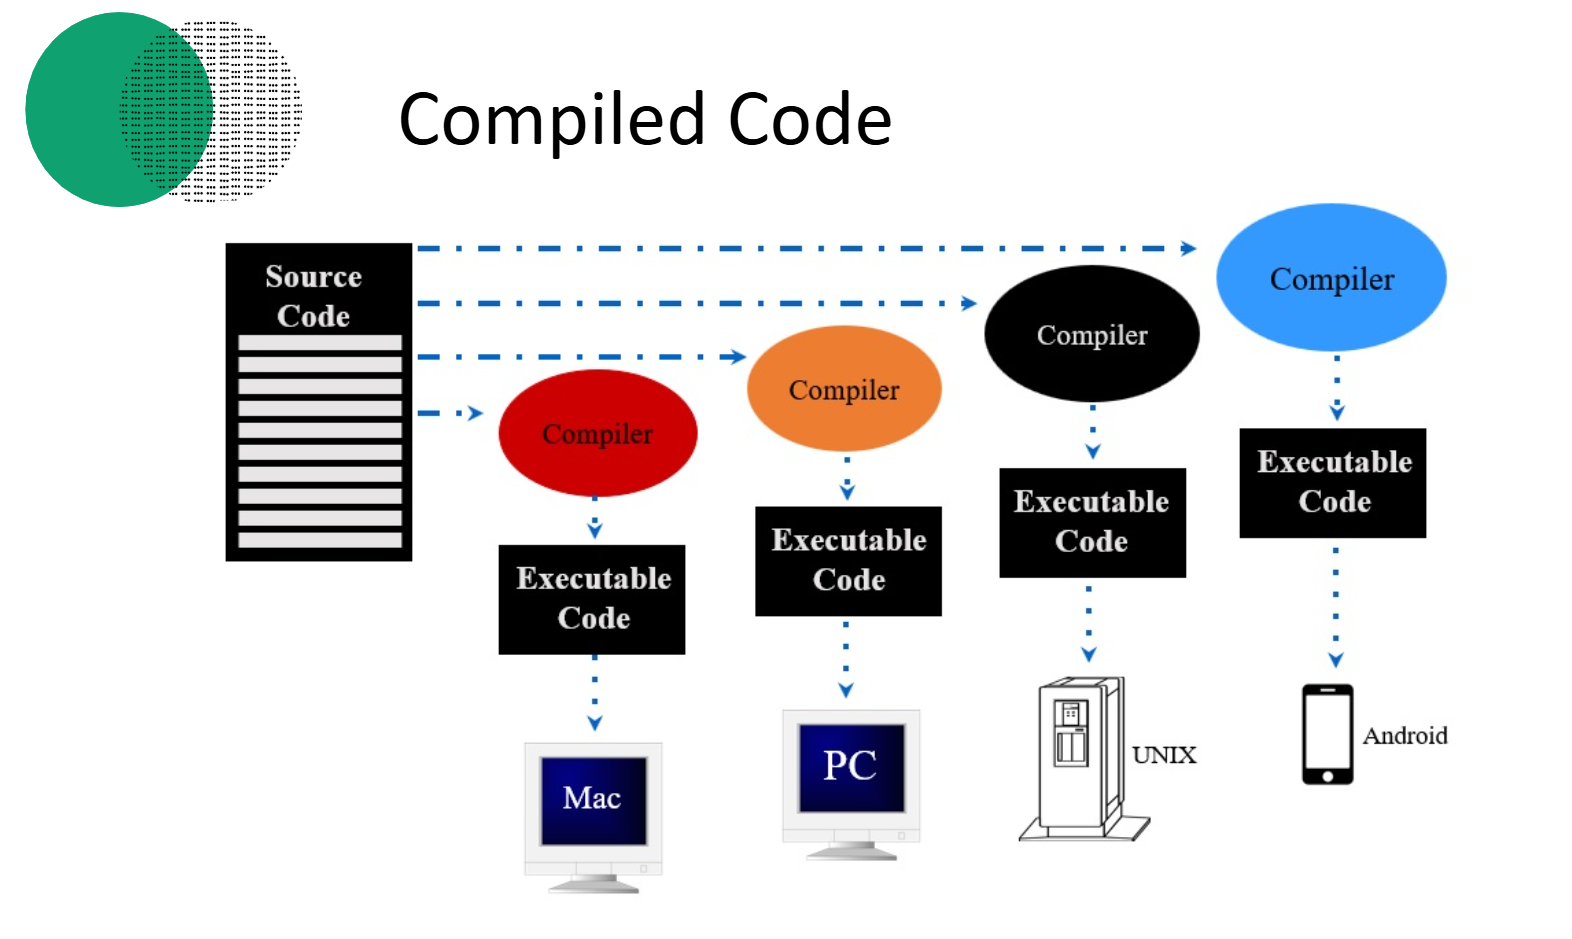 Compiled Code
Source
Code
Compiler
Compiler
Compiler
Compiler
Executable
Code
Executable
Code
Executable
Code
Executable
Code
Mac
PC
UNIX
Android